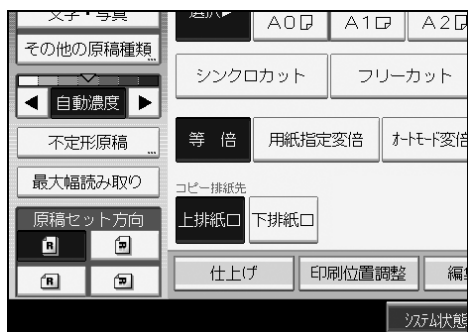 文字・写真
その他の原稿種類
自動濃度
不定形原稿
最大幅読み取り
原稿セット方向
R
R
R
R
選択▶
A0
A1
A2
シンクロカット
フリーカット
等倍
用紙指定変倍
オートモード変倍
コピー排紙先
上排紙口
下排紙口
仕上げ
印刷位置調整
編
システム状態